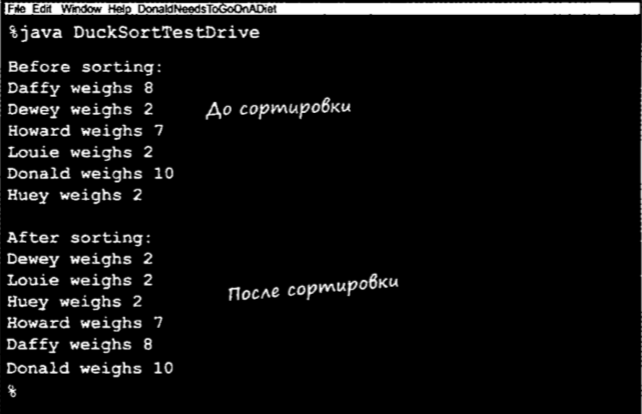 File Edit Window Help DonaldNeedsToGoOnADiet
%java DuckSortTestDrive
Before sorting:
Daffy weighs 8
Dewey weighs 2
До сортировки
Howard weighs 7
Louie weighs 2
Donald weighs 10
Huey weighs 2
After sorting:
Dewey weighs 2
Louie weighs 2
После сортировки
Huey weighs 2
Howard weighs 7
Daffy weighs 8
Donald weighs 10
%